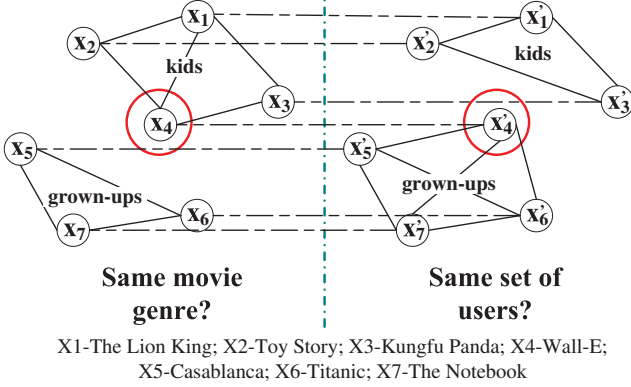 x1 x'1
x2 x'2
kids kids
x3 x'3
x4 x'4
x5 x'5
grown-ups grown-ups
x6 x'6
x7 x'7
Same movie genre?
Same set of users?
X1-The Lion King; X2-Toy Story; X3-Kungfu Panda; X4-Wall-E;
X5-Casablanca; X6-Titanic; X7-The Notebook